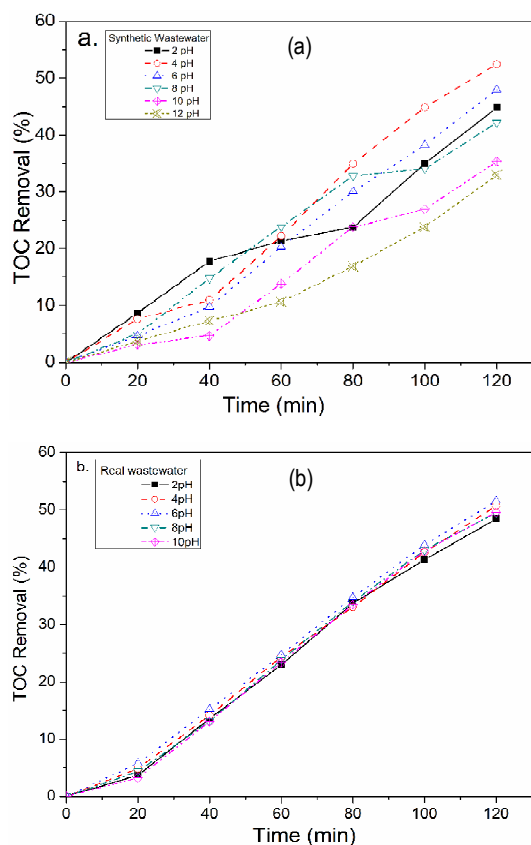 a.
(a)
Synthetic Wastewater
2 pH
4 pH
6 pH
8 pH
10 pH
12 pH
TOC Removal (%)
60
50
40
30
20
10
0
0 20 40 60 80 100 120
Time (min)
b.
(b)
Real wastewater
2pH
4pH
6pH
8pH
10pH
TOC Removal (%)
60
50
40
30
20
10
0
0 20 40 60 80 100 120
Time (min)